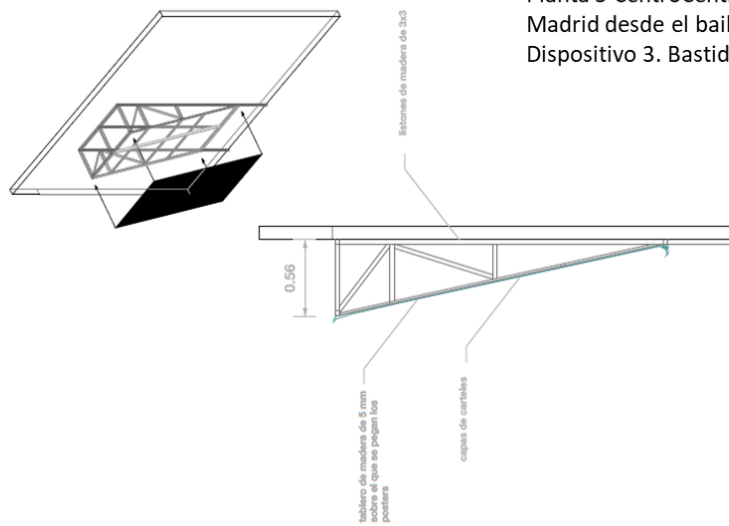 Madrid desde el bail
Dispositivo 3. Bastid
listones de madera de 3x3
0.56
tablero de madera de 5 mm
sobre el que se pegan los
posters
capas de carteles